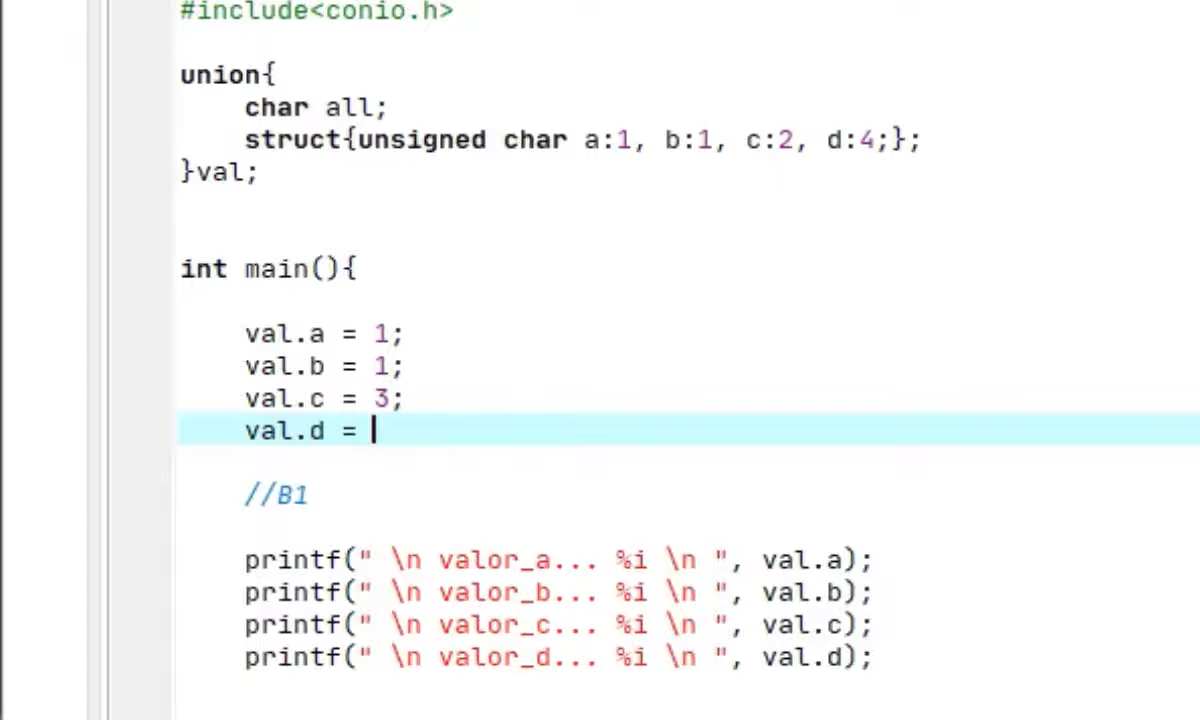 #include<conio.h>
union{
char all;
struct{unsigned char a:1, b:1, c:2, d:4;};
}val;
int main(){
val.a = 1;
val.b = 1;
val.c = 3;
val.d =
//B1
printf(" \n valor_a... %i \n ", val.a);
printf(" \n valor_b... %i \n ", val.b);
printf(" \n valor_c... %i \n ", val.c);
printf(" \n valor_d... %i \n ", val.d);